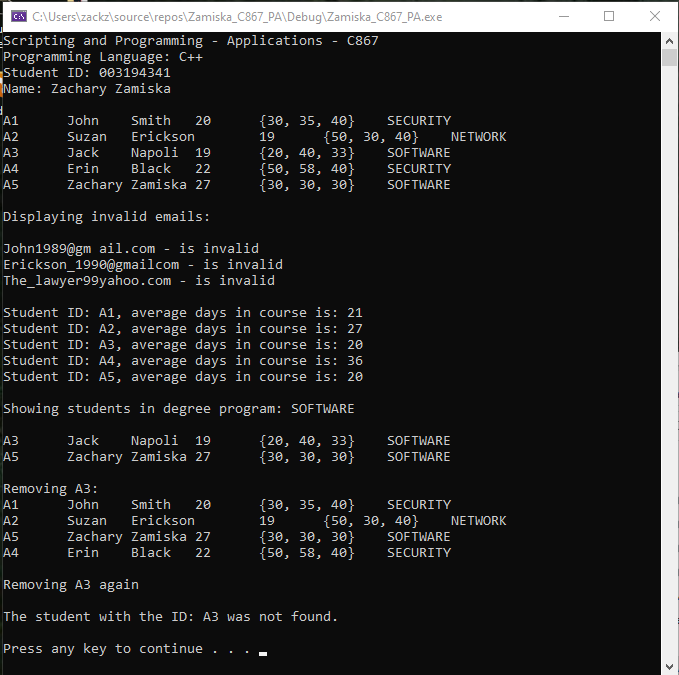 C:\Users\zackz\source\repos\Zamiska_C867_PA\Debug\Zamiska_C867_PA.exe
Scripting and Programming - Applications - C867
Programming Language: C++
Student ID: 003194341
Name: Zachary Zamiska
A1 John Smith 20 {30, 35, 40} SECURITY
A2 Suzan Erickson 19 {50, 30, 40} NETWORK
A3 Jack Napoli 19 {20, 40, 33} SOFTWARE
A4 Erin Black 22 {50, 58, 40} SECURITY
A5 Zachary Zamiska 27 {30, 30, 30} SOFTWARE
Displaying invalid emails:
John1989@gm ail.com - is invalid
Erickson_1990@gmailcom - is invalid
The_lawyer99yahoo.com - is invalid
Student ID: A1, average days in course is: 21
Student ID: A2, average days in course is: 27
Student ID: A3, average days in course is: 20
Student ID: A4, average days in course is: 36
Student ID: A5, average days in course is: 20
Showing students in degree program: SOFTWARE
A3 Jack Napoli 19 {20, 40, 33} SOFTWARE
A5 Zachary Zamiska 27 {30, 30, 30} SOFTWARE
Removing A3:
A1 John Smith 20 {30, 35, 40} SECURITY
A2 Suzan Erickson 19 {50, 30, 40} NETWORK
A5 Zachary Zamiska 27 {30, 30, 30} SOFTWARE
A4 Erin Black 22 {50, 58, 40} SECURITY
Removing A3 again
The student with the ID: A3 was not found.
Press any key to continue . . .